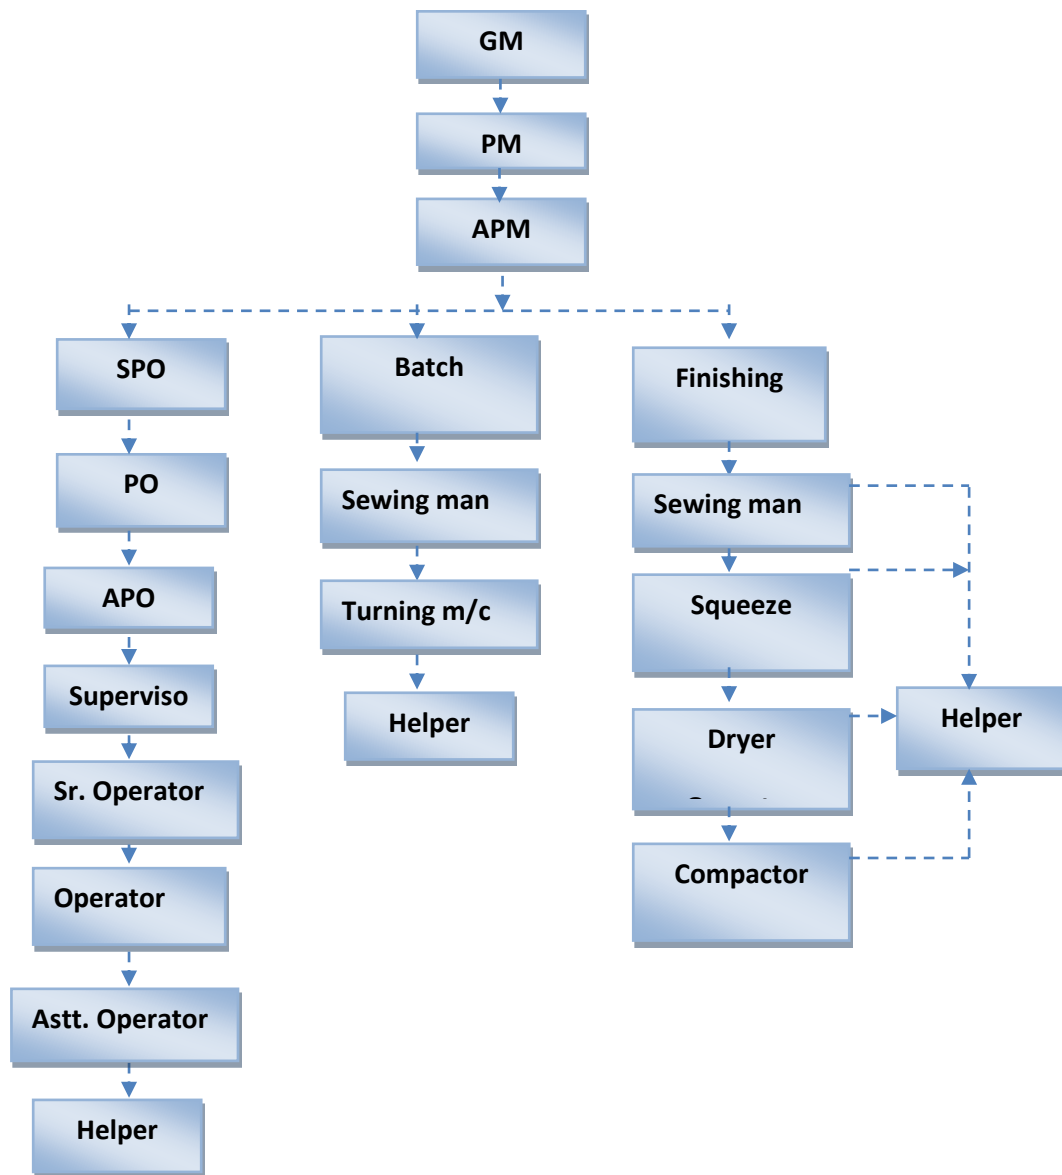 GM
PM
APM
SPO
PO
APO
Superviso
Sr. Operator
Operator
Astt. Operator
Helper
Batch
Sewing man
Turning m/c
Helper
Finishing
Sewing man
Squeeze
Dryer
Compactor
Helper